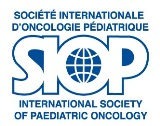 SOCIÉTÉ INTERNATIONALE
D'ONCOLOGIE PÉDIATRIQUE
SIOP
INTERNATIONAL SOCIETY
OF PAEDIATRIC ONCOLOGY